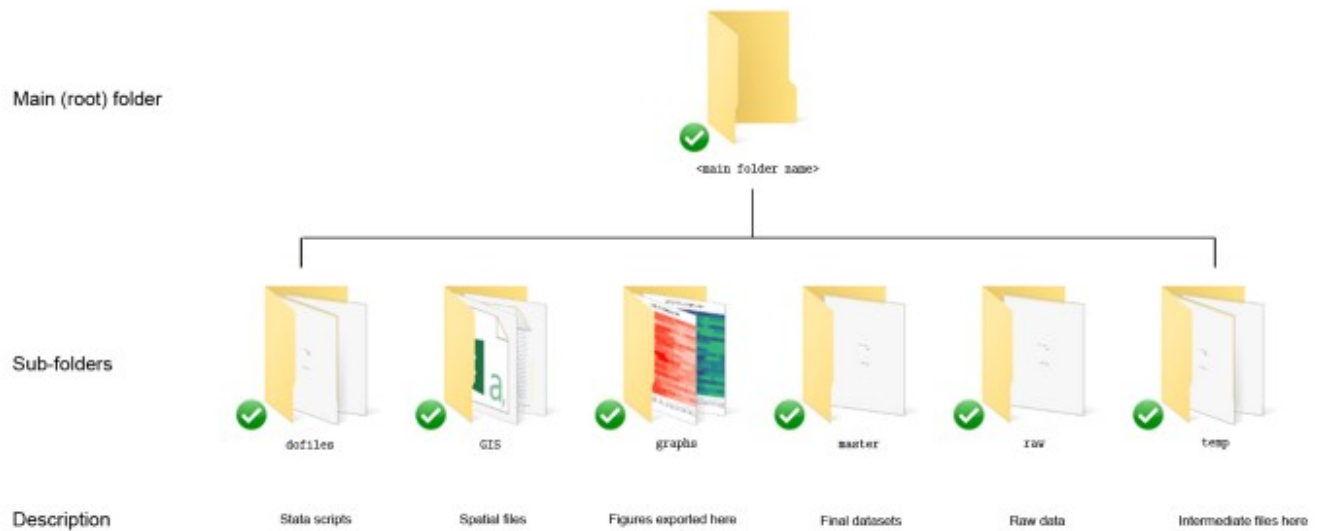 Main (root) folder
<main folder name>
Sub-folders
dofiles GIS graphs master raw temp
Description Stata scripts Spatial files Figures exported here Final datasets Raw data Intermediate files here